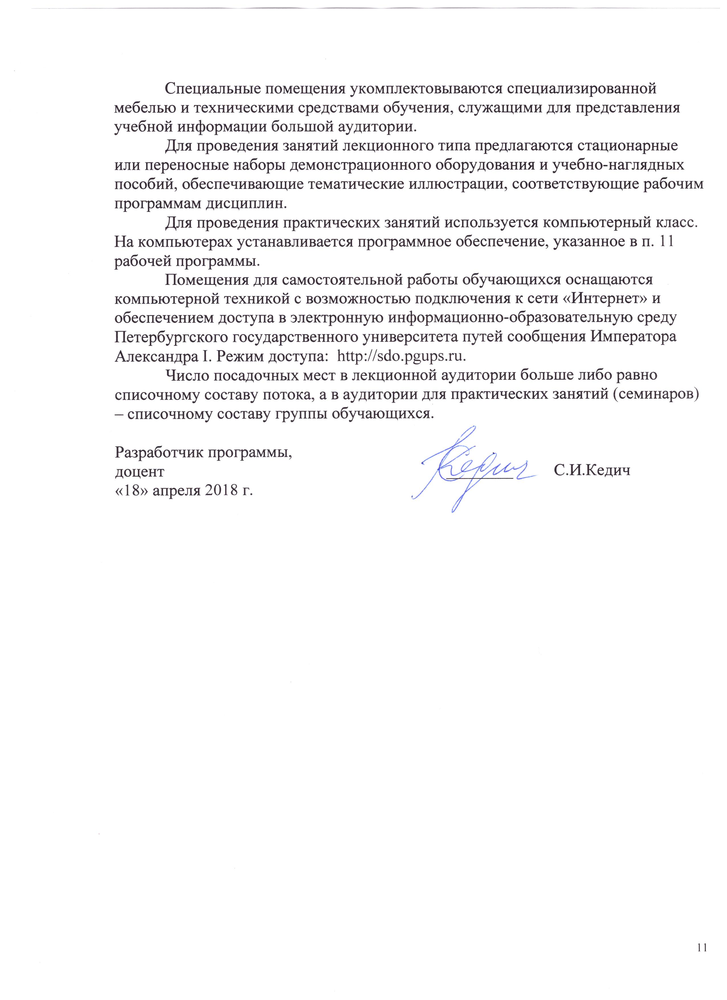 Специальные помещения укомплектовываются специализированной
мебелью и техническими средствами обучения, служащими для представления
учебной информации большой аудитории.
Для проведения занятий лекционного типа предлагаются стационарные
или переносные наборы демонстрационного оборудования и учебно-наглядных
пособий, обеспечивающие тематические иллюстрации, соответствующие рабочим
программам дисциплин.
Для проведения практических занятий используется компьютерный класс.
На компьютерах устанавливается программное обеспечение, указанное в п. 11
рабочей программы.
Помещения для самостоятельной работы обучающихся оснащаются
компьютерной техникой с возможностью подключения к сети «Интернет» и
обеспечением доступа в электронную информационно-образовательную среду
Петербургского государственного университета путей сообщения Императора
Александра I. Режим доступа:  http://sdo.pgups.ru.
Число посадочных мест в лекционной аудитории больше либо равно
списочному составу потока, а в аудитории для практических занятий (семинаров)
– списочному составу группы обучающихся.
Разработчик программы,
доцент Кедич С.И.Кедич
«18» апреля 2018 г.
11